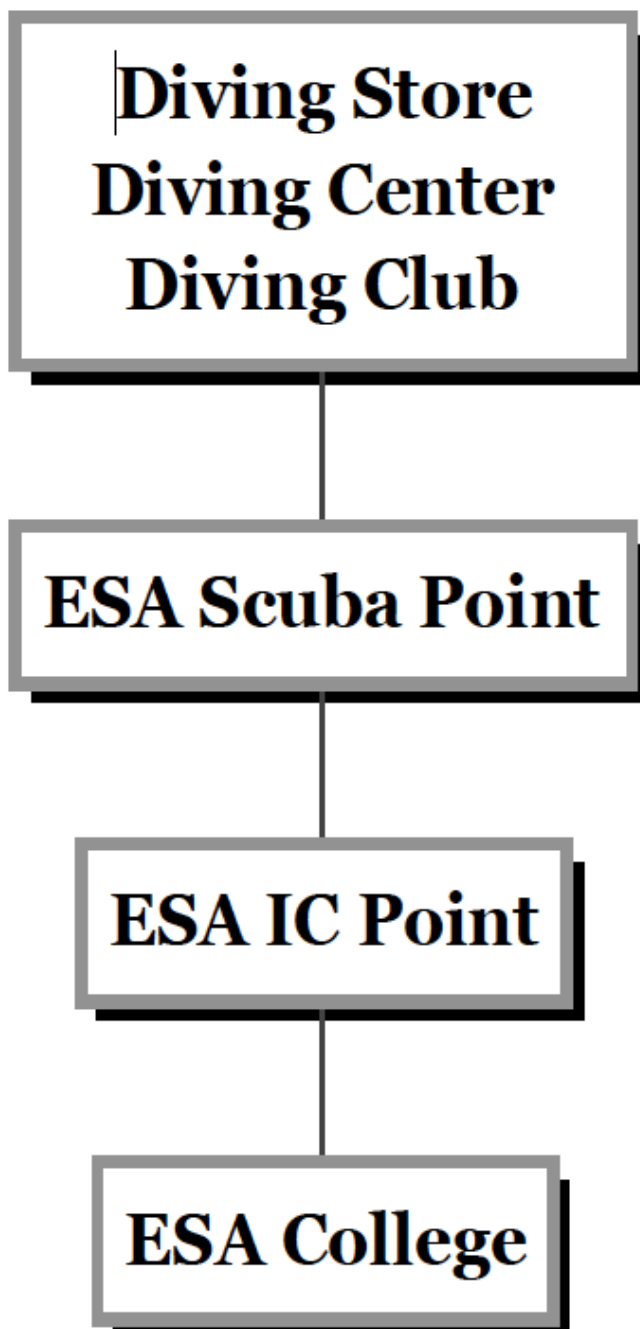 Diving Store
Diving Center
Diving Club
ESA Scuba Point
ESA IC Point
ESA College